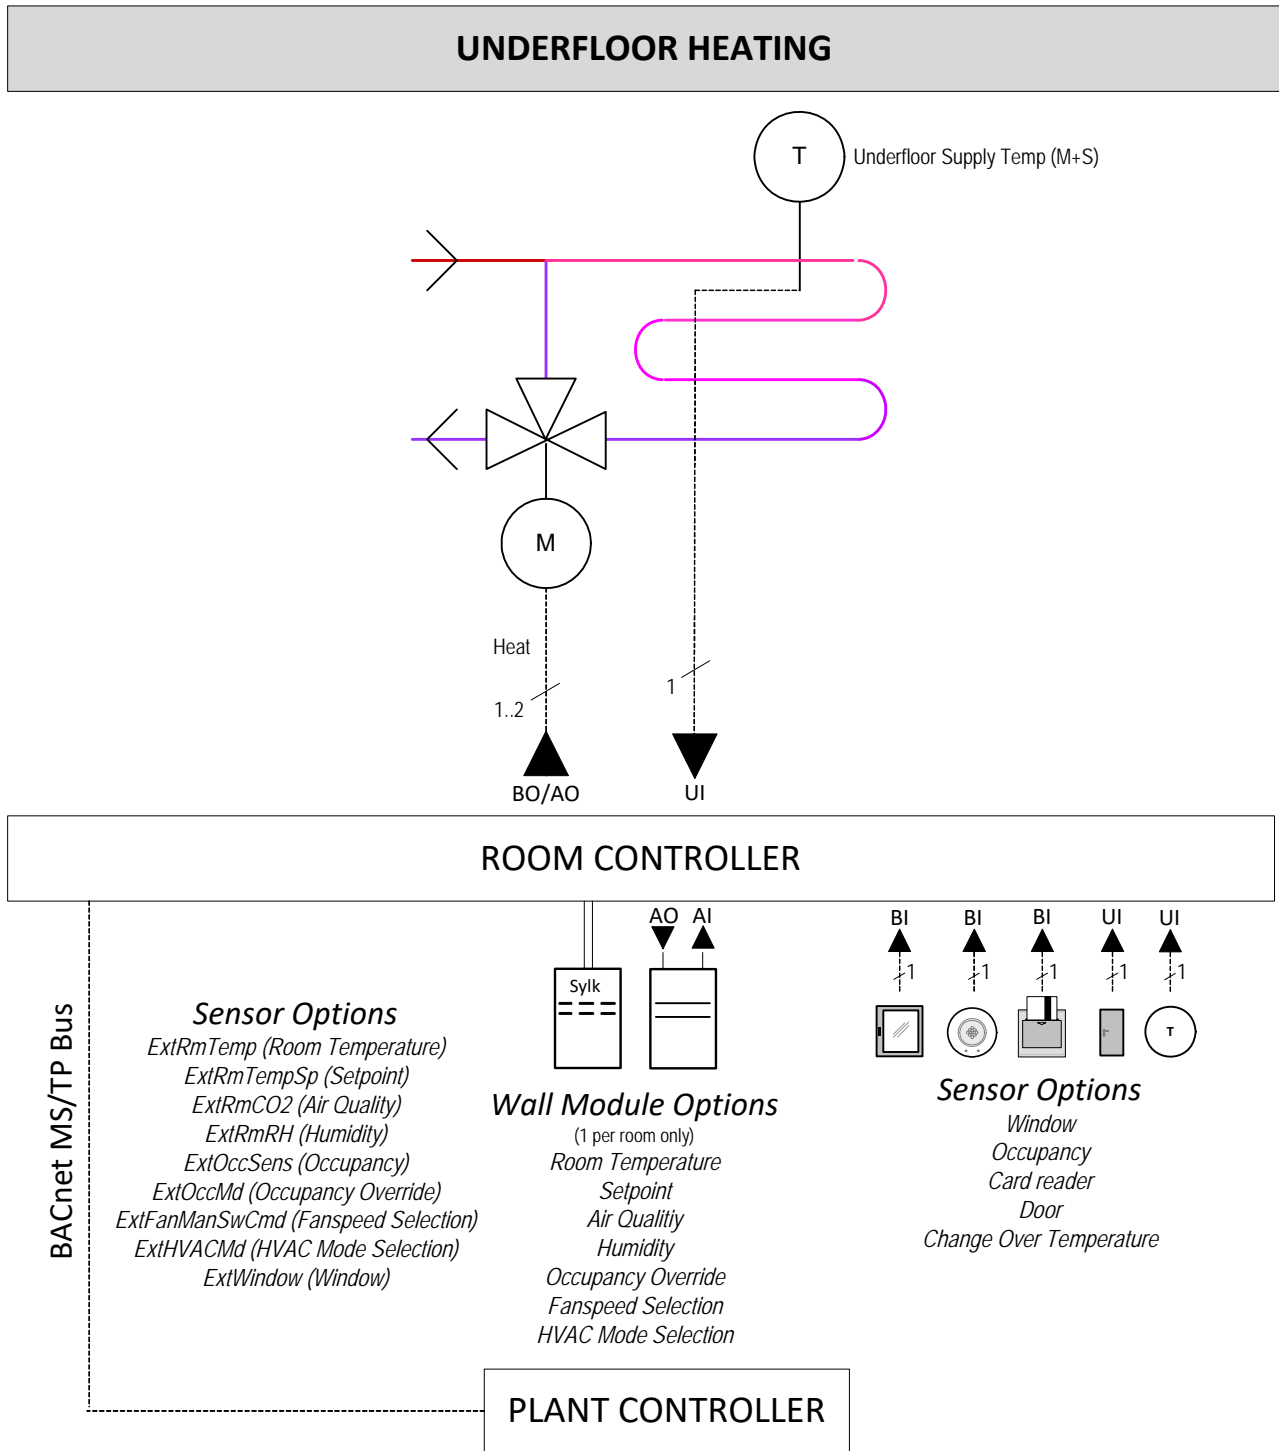 UNDERFLOOR HEATING
T
Underfloor Supply Temp (M+S)
M
Heat
1..2
1
BO/AO
UI
ROOM CONTROLLER
AO
AI
BI
BI
BI
UI
UI
1
1
1
1
1
Sylk
T
BACnet MS/TP Bus
Sensor Options
ExtRmTemp (Room Temperature)
ExtRmTempSp (Setpoint)
ExtRmCO2 (Air Quality)
ExtRmRH (Humidity)
ExtOccSens (Occupancy)
ExtOccMd (Occupancy Override)
ExtFanManSwCmd (Fanspeed Selection)
ExtHVACMd (HVAC Mode Selection)
ExtWindow (Window)
Wall Module Options
(1 per room only)
Room Temperature
Setpoint
Air Qualitiy
Humidity
Occupancy Override
Fanspeed Selection
HVAC Mode Selection
Sensor Options
Window
Occupancy
Card reader
Door
Change Over Temperature
PLANT CONTROLLER